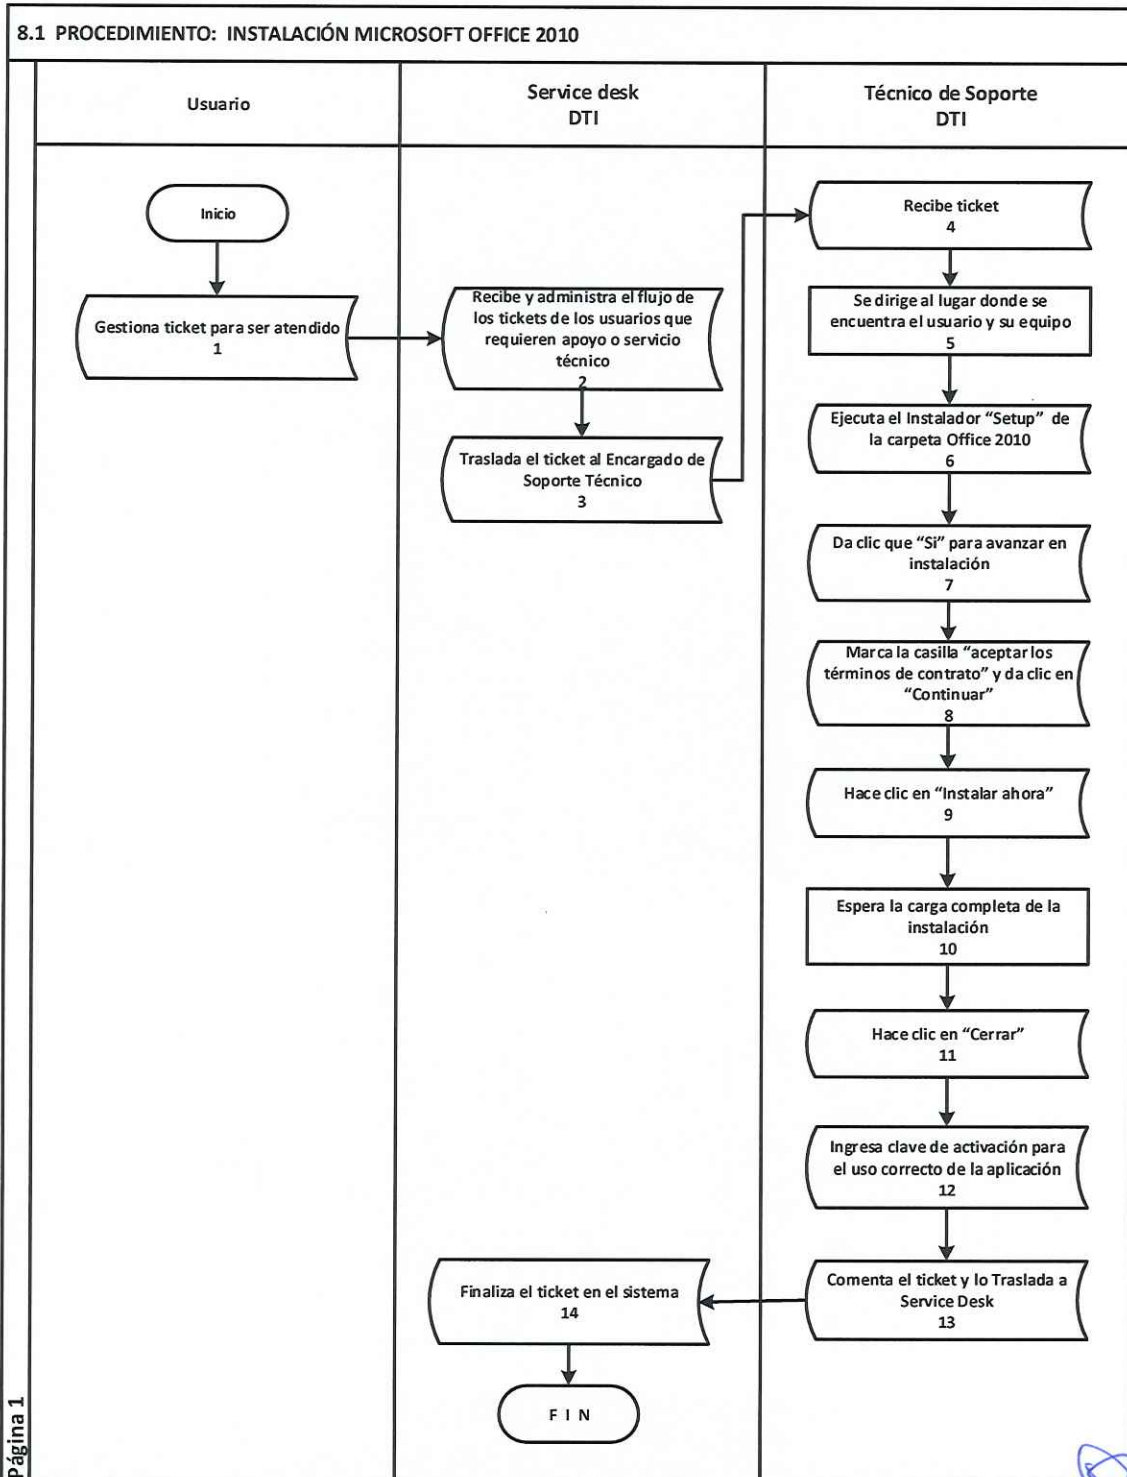 8.1 PROCEDIMIENTO: INSTALACIÓN MICROSOFT OFFICE 2010
Usuario
Service desk
DTI
Técnico de Soporte
DTI
Inicio
Gestiona ticket para ser atendido
1
Recibe y administra el flujo de
los tickets de los usuarios que
requieren apoyo o servicio
técnico
2
Traslada el ticket al Encargado de
Soporte Técnico
3
Recibe ticket
4
Se dirige al lugar donde se
encuentra el usuario y su equipo
5
Ejecuta el Instalador “Setup” de
la carpeta Office 2010
6
Da clic que “Si” para avanzar en
instalación
7
Marca la casilla “aceptar los
términos de contrato” y da clic en
“Continuar”
8
Hace clic en “Instalar ahora”
9
Espera la carga completa de la
instalación
10
Hace clic en “Cerrar”
11
Ingresa clave de activación para
el uso correcto de la aplicación
12
Comenta el ticket y lo Traslada a
Service Desk
13
Finaliza el ticket en el sistema
14
F I N
Página 1